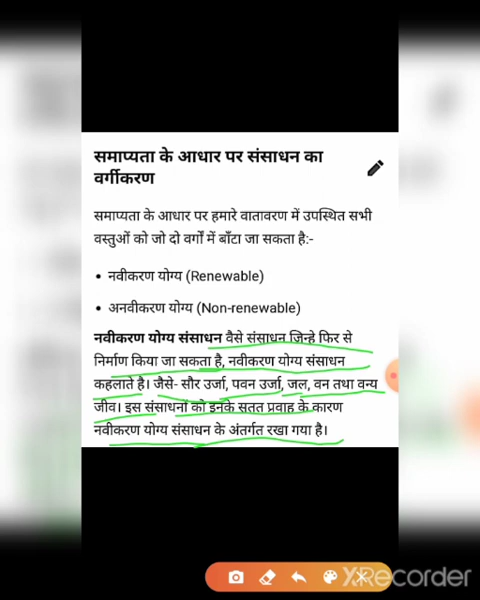 समाप्यता के आधार पर संसाधन का
वर्गीकरण
समाप्यता के आधार पर हमारे वातावरण में उपस्थित सभी
वस्तुओं को जो दो वर्गों में बाँटा जा सकता है:-
• नवीकरण योग्य (Renewable)
• अनवीकरण योग्य (Non-renewable)
नवीकरण योग्य संसाधन वैसे संसाधन जिन्हे फिर से
निर्माण किया जा सकता है, नवीकरण योग्य संसाधन
कहलाते है। जैसे- सौर उर्जा, पवन उर्जा, जल, वन तथा वन्य
जीव। इस संसाधनों को इनके सतत प्रवाह के कारण
नवीकरण योग्य संसाधन के अंतर्गत रखा गया है।
XRecorder